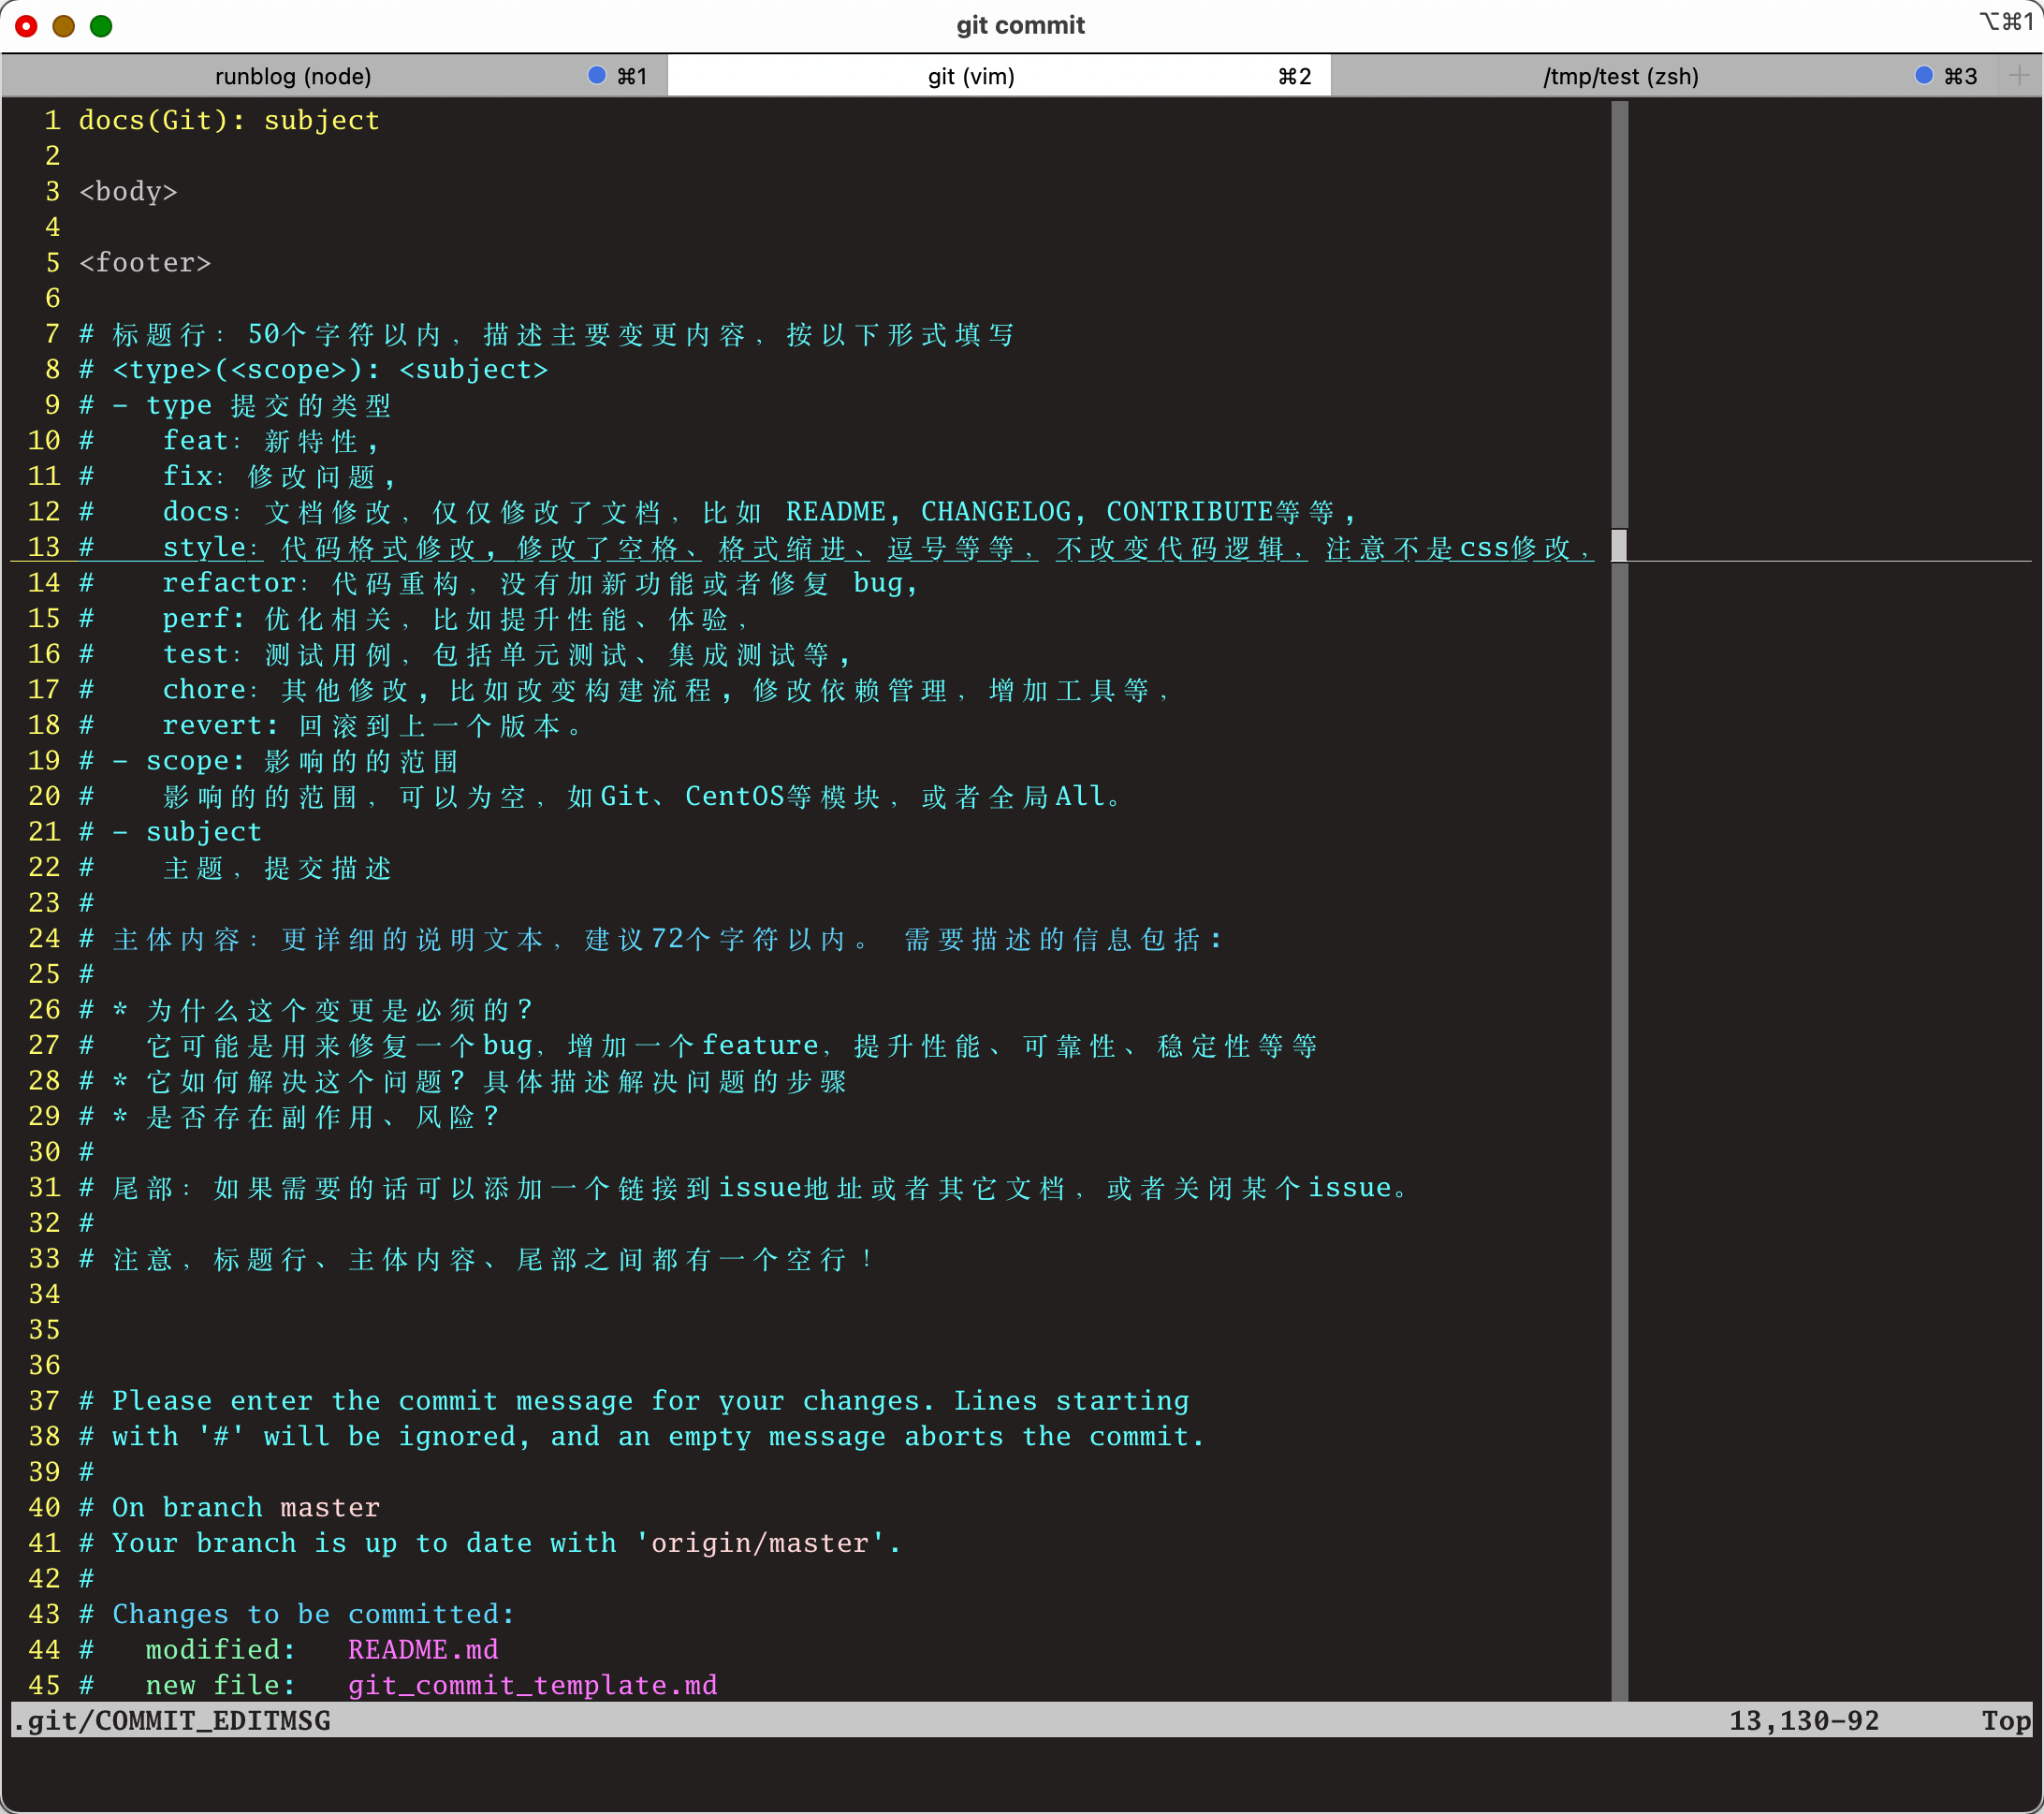 git commit
⌥⌘1
runblog (node) ⌘1 git (vim) ⌘2 /tmp/test (zsh) ⌘3 +
1 docs(Git): subject
2
3 <body>
4
5 <footer>
6
7 # 标题行：50个字符以内，描述主要变更内容，按以下形式填写
8 # <type>(<scope>): <subject>
9 # - type 提交的类型
10 #    feat：新特性,
11 #    fix：修改问题,
12 #    docs：文档修改，仅仅修改了文档，比如 README, CHANGELOG, CONTRIBUTE等等,
13 #    style：代码格式修改,修改了空格、格式缩进、逗号等等，不改变代码逻辑，注意不是css修改，
14 #    refactor：代码重构，没有加新功能或者修复 bug,
15 #    perf: 优化相关，比如提升性能、体验，
16 #    test：测试用例，包括单元测试、集成测试等,
17 #    chore：其他修改,比如改变构建流程,修改依赖管理，增加工具等，
18 #    revert: 回滚到上一个版本。
19 # - scope: 影响的的范围
20 #    影响的的范围，可以为空，如Git、CentOS等模块，或者全局All。
21 # - subject
22 #    主题，提交描述
23 #
24 # 主体内容：更详细的说明文本，建议72个字符以内。 需要描述的信息包括:
25 #
26 # * 为什么这个变更是必须的?
27 #   它可能是用来修复一个bug，增加一个feature，提升性能、可靠性、稳定性等等
28 # * 它如何解决这个问题? 具体描述解决问题的步骤
29 # * 是否存在副作用、风险?
30 #
31 # 尾部：如果需要的话可以添加一个链接到issue地址或者其它文档，或者关闭某个issue。
32 #
33 # 注意，标题行、主体内容、尾部之间都有一个空行！
34
35
36
37 # Please enter the commit message for your changes. Lines starting
38 # with '#' will be ignored, and an empty message aborts the commit.
39 #
40 # On branch master
41 # Your branch is up to date with 'origin/master'.
42 #
43 # Changes to be committed:
44 #   modified:   README.md
45 #   new file:   git_commit_template.md
.git/COMMIT_EDITMSG 13,130-92 Top